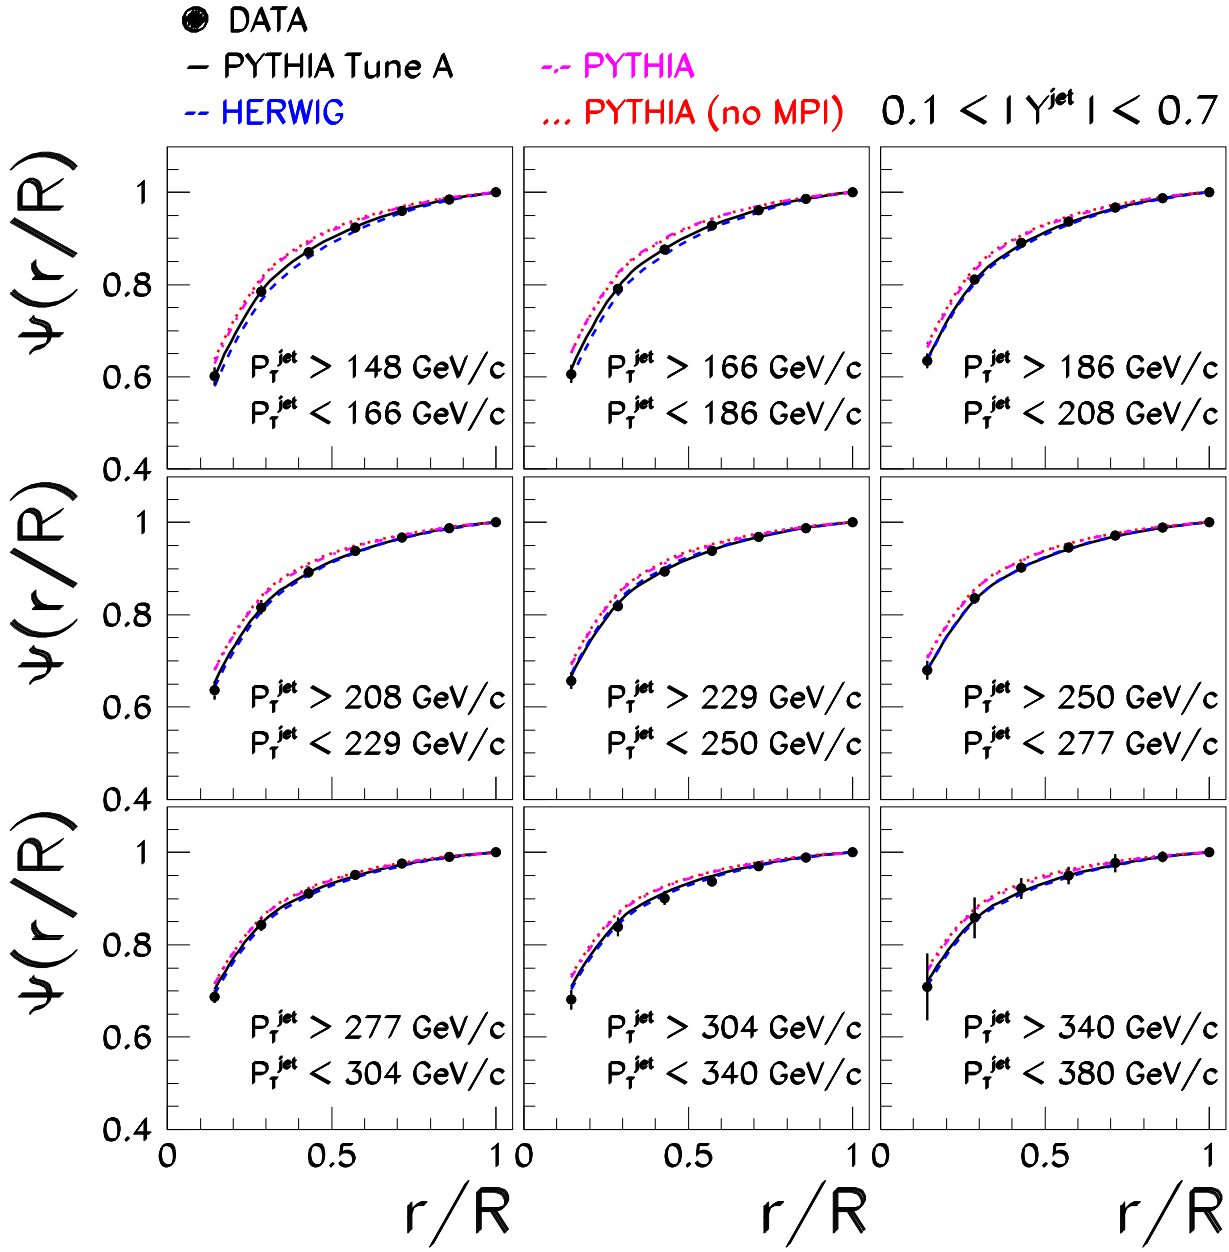 DATA
— PYTHIA Tune A
-·- PYTHIA
-- HERWIG
... PYTHIA (no MPI)
0.1 < | Y^jet | < 0.7
ψ(r/R)
1
0.8
0.6
0.4
P_T^jet > 148 GeV/c
P_T^jet < 166 GeV/c
P_T^jet > 166 GeV/c
P_T^jet < 186 GeV/c
P_T^jet > 186 GeV/c
P_T^jet < 208 GeV/c
ψ(r/R)
1
0.8
0.6
0.4
P_T^jet > 208 GeV/c
P_T^jet < 229 GeV/c
P_T^jet > 229 GeV/c
P_T^jet < 250 GeV/c
P_T^jet > 250 GeV/c
P_T^jet < 277 GeV/c
ψ(r/R)
1
0.8
0.6
0.4
P_T^jet > 277 GeV/c
P_T^jet < 304 GeV/c
P_T^jet > 304 GeV/c
P_T^jet < 340 GeV/c
P_T^jet > 340 GeV/c
P_T^jet < 380 GeV/c
0 0.5 1 0 0.5 1 0 0.5 1
r/R r/R r/R